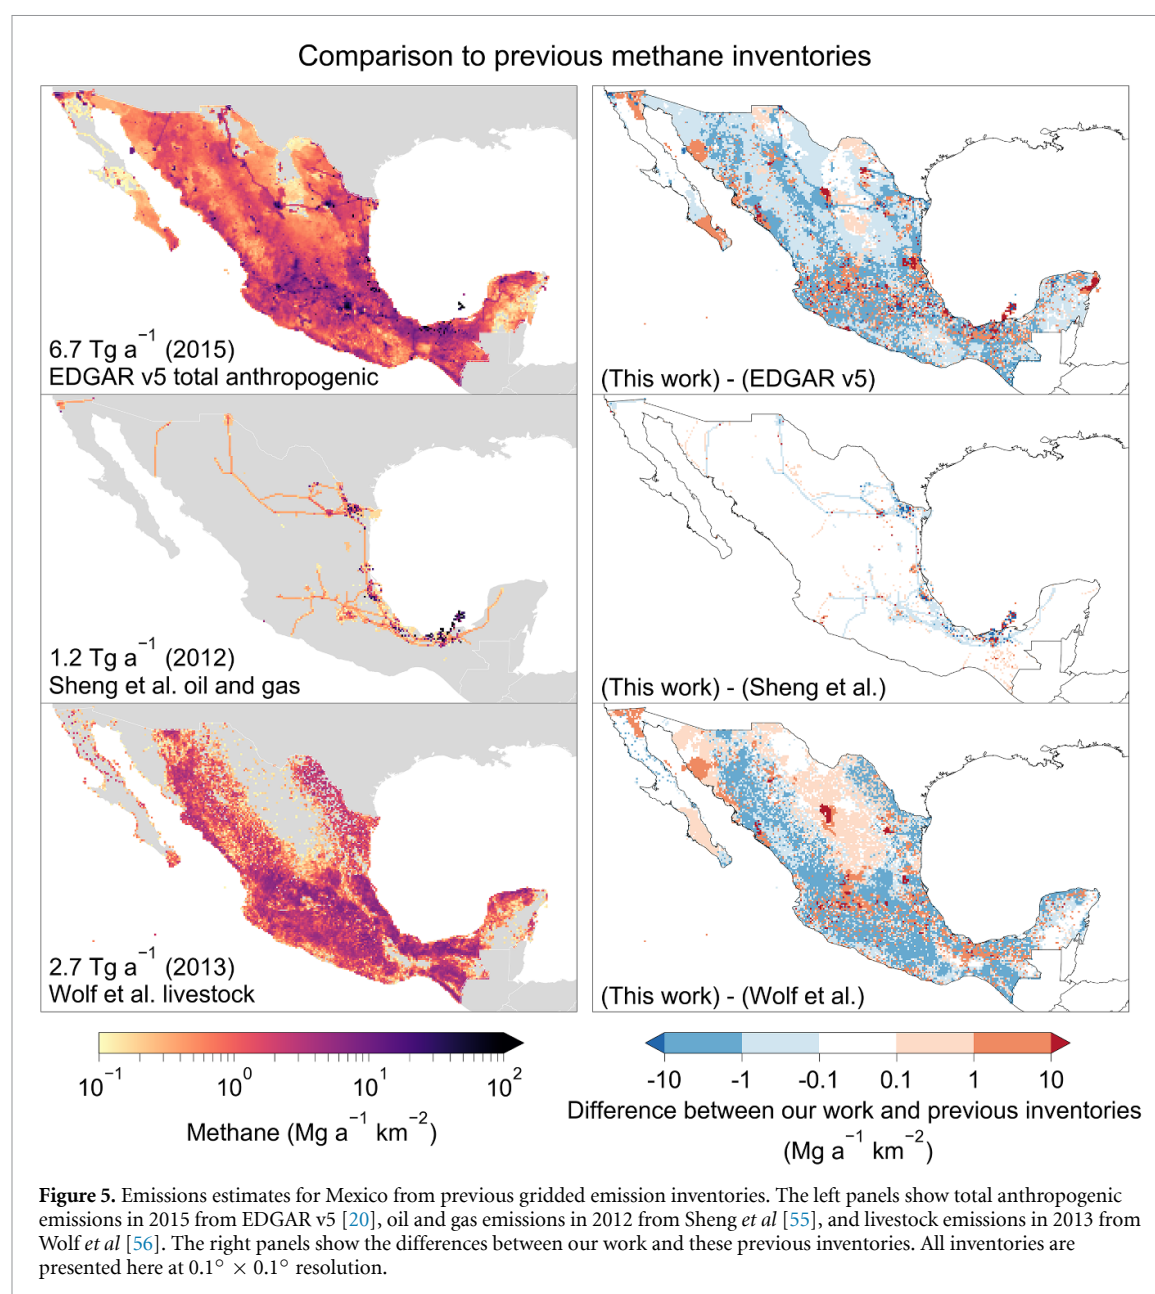 Comparison to previous methane inventories
6.7 Tg a⁻¹ (2015)
EDGAR v5 total anthropogenic
(This work) - (EDGAR v5)
1.2 Tg a⁻¹ (2012)
Sheng et al. oil and gas
(This work) - (Sheng et al.)
2.7 Tg a⁻¹ (2013)
Wolf et al. livestock
(This work) - (Wolf et al.)
10⁻¹ 10⁰ 10¹ 10²
Methane (Mg a⁻¹ km⁻²)
-10 -1 -0.1 0.1 1 10
Difference between our work and previous inventories
(Mg a⁻¹ km⁻²)
Figure 5. Emissions estimates for Mexico from previous gridded emission inventories. The left panels show total anthropogenic
emissions in 2015 from EDGAR v5 [20], oil and gas emissions in 2012 from Sheng et al [55], and livestock emissions in 2013 from
Wolf et al [56]. The right panels show the differences between our work and these previous inventories. All inventories are
presented here at 0.1° × 0.1° resolution.